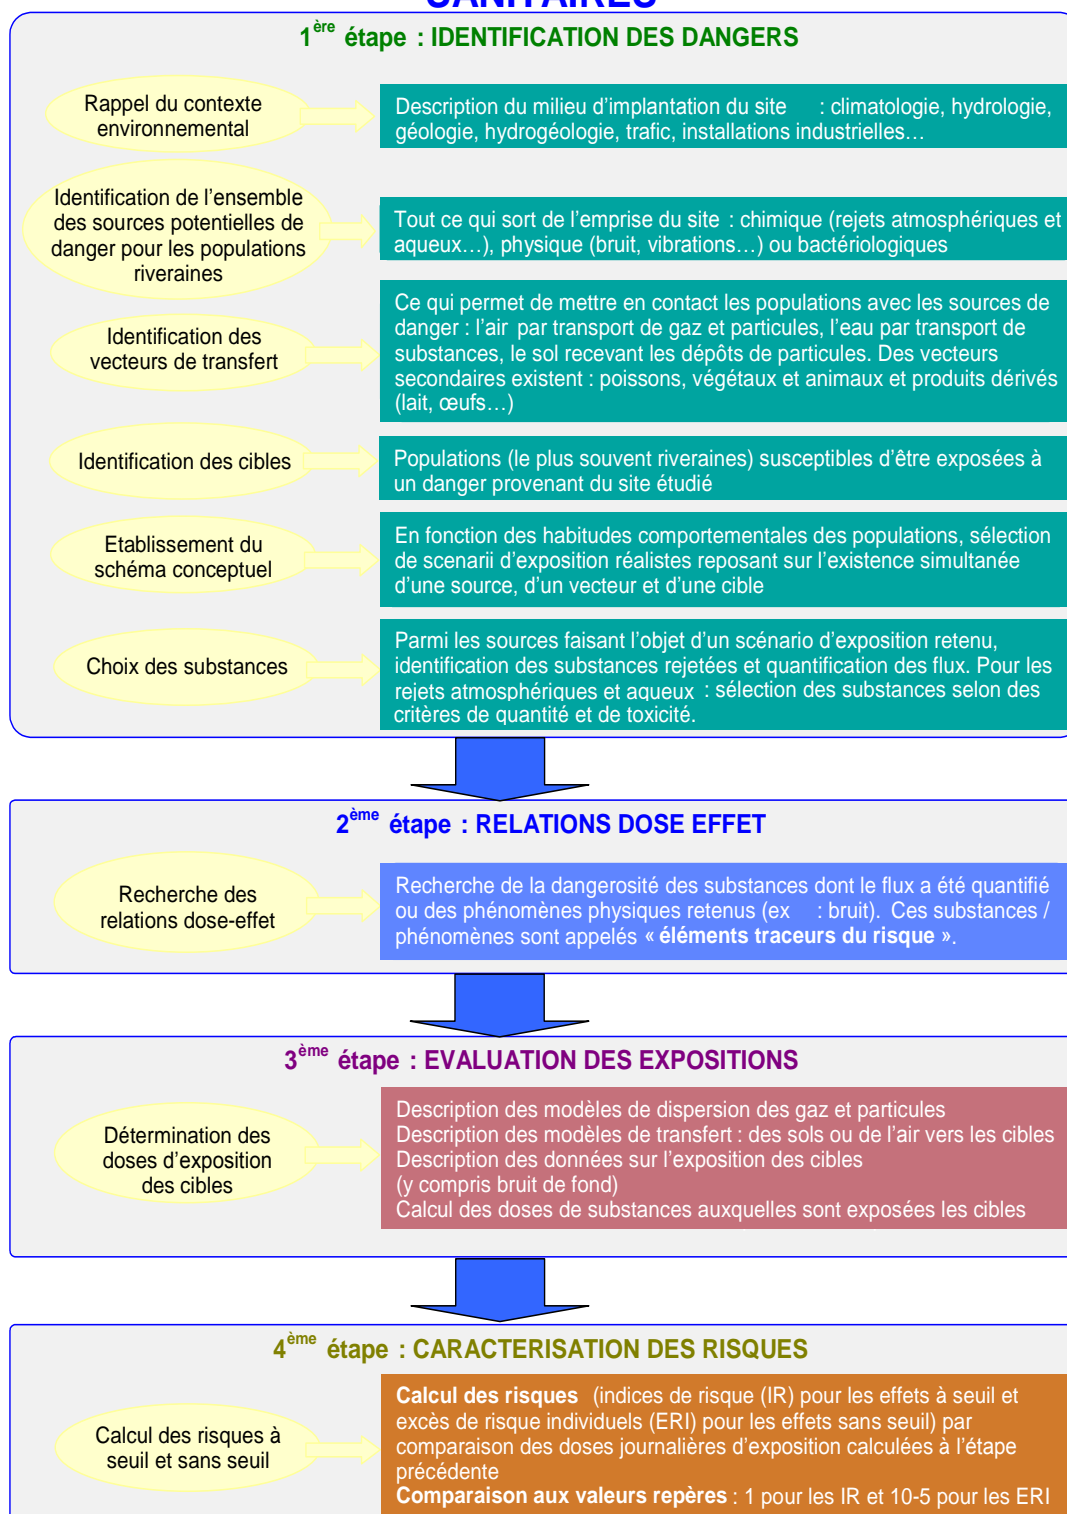 SANITAIRES
1ère étape : IDENTIFICATION DES DANGERS
Rappel du contexte
environnemental
Description du milieu d’implantation du site : climatologie, hydrologie,
géologie, hydrogéologie, trafic, installations industrielles…
Identification de l’ensemble
des sources potentielles de
danger pour les populations
riveraines
Tout ce qui sort de l’emprise du site : chimique (rejets atmosphériques et
aqueux…), physique (bruit, vibrations…) ou bactériologiques
Identification des
vecteurs de transfert
Ce qui permet de mettre en contact les populations avec les sources de
danger : l’air par transport de gaz et particules, l’eau par transport de
substances, le sol recevant les dépôts de particules. Des vecteurs
secondaires existent : poissons, végétaux et animaux et produits dérivés
(lait, œufs…)
Identification des cibles
Populations (le plus souvent riveraines) susceptibles d’être exposées à
un danger provenant du site étudié
Etablissement du
schéma conceptuel
En fonction des habitudes comportementales des populations, sélection
de scenarii d’exposition réalistes reposant sur l’existence simultanée
d’une source, d’un vecteur et d’une cible
Choix des substances
Parmi les sources faisant l’objet d’un scénario d’exposition retenu,
identification des substances rejetées et quantification des flux. Pour les
rejets atmosphériques et aqueux : sélection des substances selon des
critères de quantité et de toxicité.
2ème étape : RELATIONS DOSE EFFET
Recherche des
relations dose-effet
Recherche de la dangerosité des substances dont le flux a été quantifié
ou des phénomènes physiques retenus (ex : bruit). Ces substances /
phénomènes sont appelés « éléments traceurs du risque ».
3ème étape : EVALUATION DES EXPOSITIONS
Détermination des
doses d’exposition
des cibles
Description des modèles de dispersion des gaz et particules
Description des modèles de transfert : des sols ou de l’air vers les cibles
Description des données sur l’exposition des cibles
(y compris bruit de fond)
Calcul des doses de substances auxquelles sont exposées les cibles
4ème étape : CARACTERISATION DES RISQUES
Calcul des risques à
seuil et sans seuil
Calcul des risques (indices de risque (IR) pour les effets à seuil et
excès de risque individuels (ERI) pour les effets sans seuil) par
comparaison des doses journalières d’exposition calculées à l’étape
précédente
Comparaison aux valeurs repères : 1 pour les IR et 10-5 pour les ERI